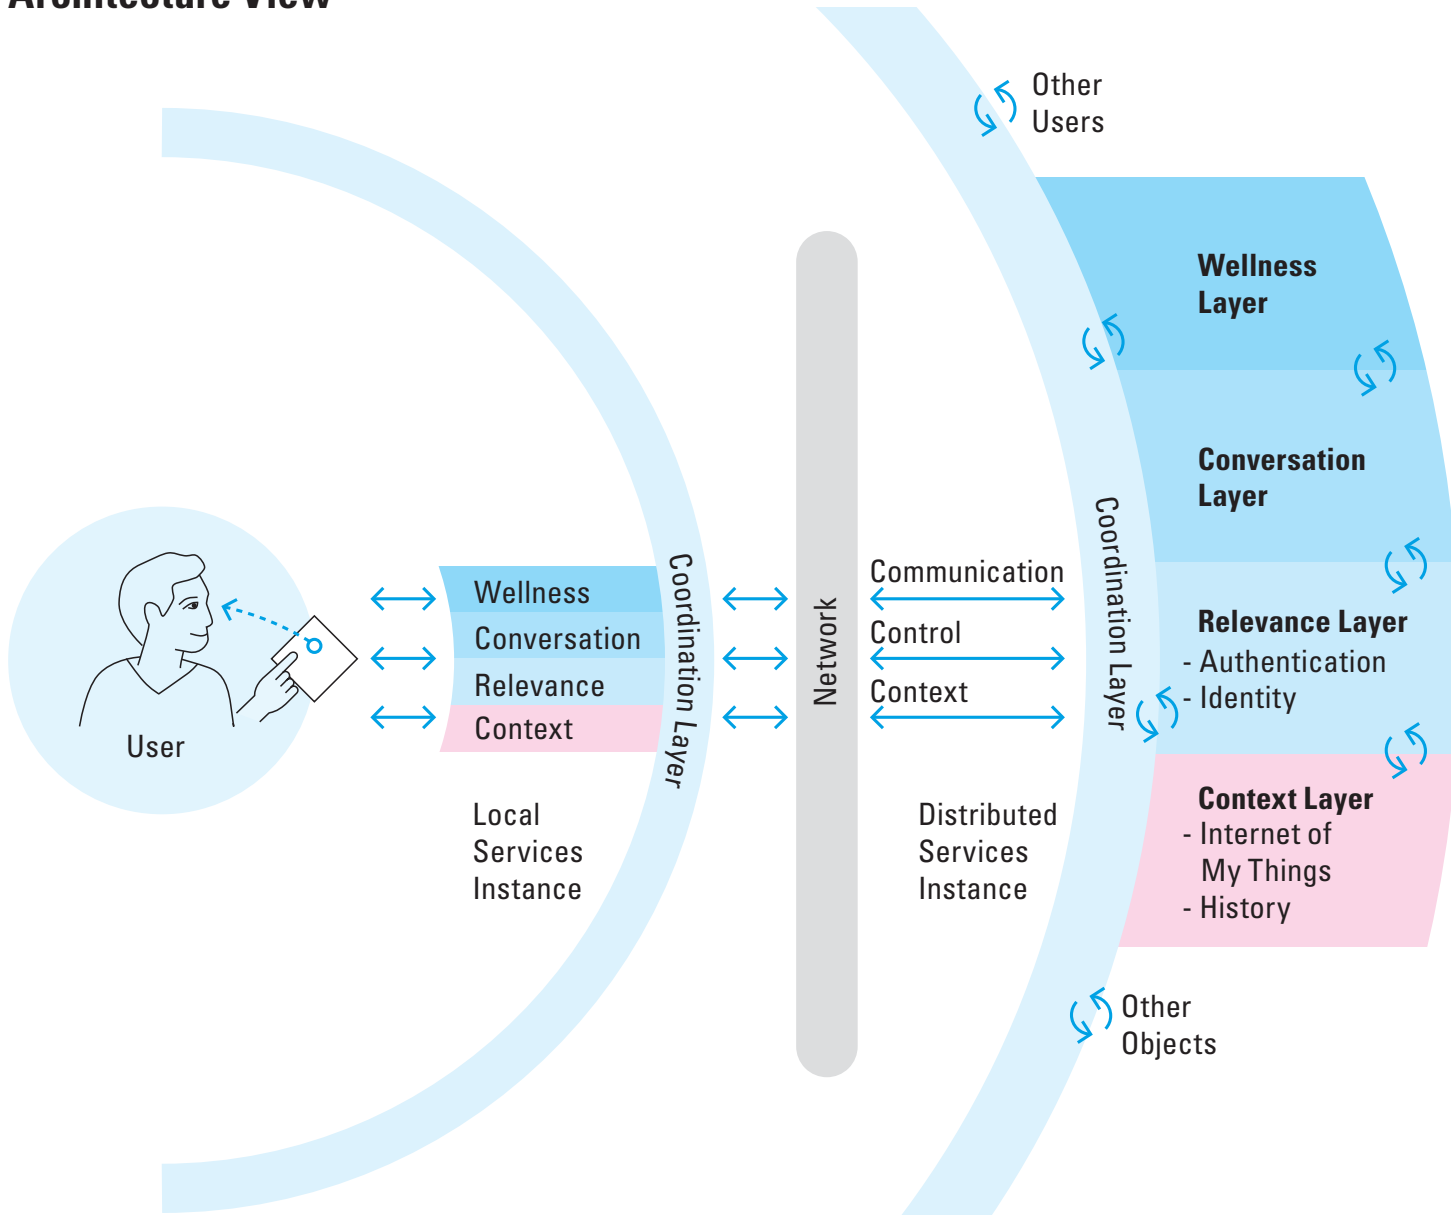 Architecture View
Other
Users
Wellness
Layer
Conversation
Layer
Coordination Layer
Relevance Layer
- Authentication
- Identity
Context Layer
- Internet of
My Things
- History
Other
Objects
Communication
Control
Context
Distributed
Services
Instance
Network
Coordination Layer
Wellness
Conversation
Relevance
Context
Local
Services
Instance
User